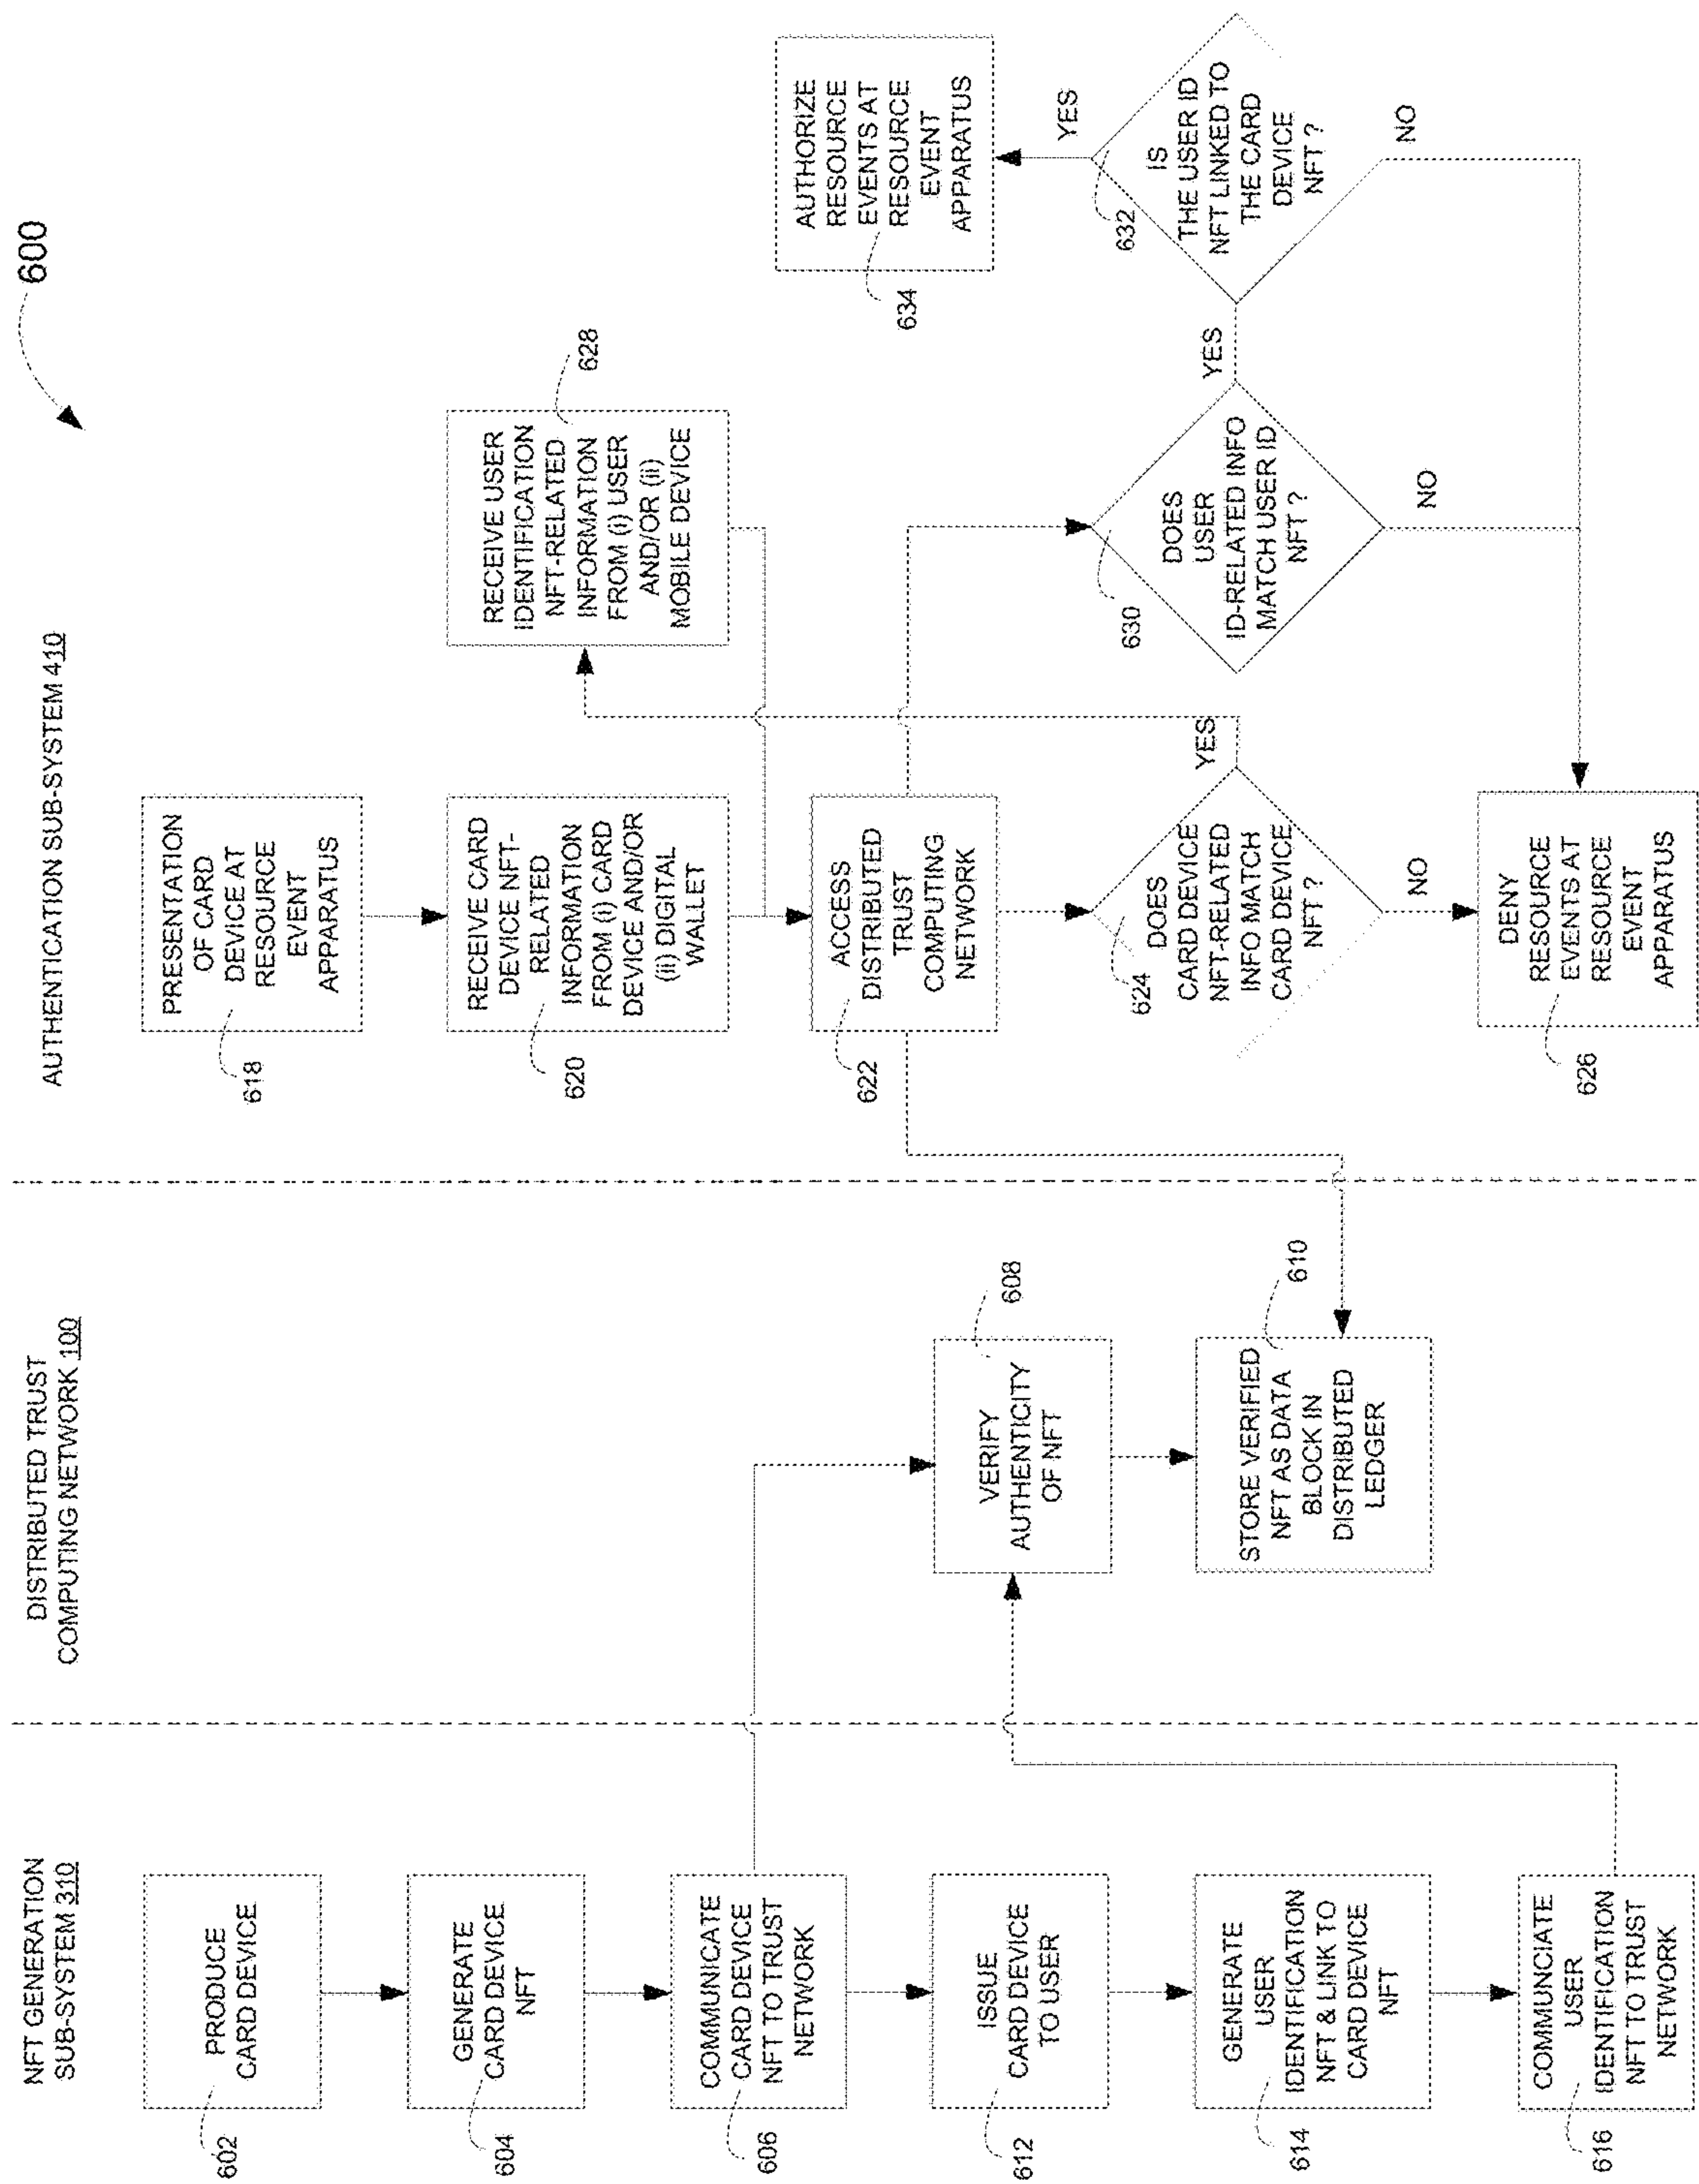 600
NFT GENERATION
SUB-SYSTEM 310
DISTRIBUTED TRUST
COMPUTING NETWORK 100
AUTHENTICATION SUB-SYSTEM 410
602
PRODUCE
CARD DEVICE
604
GENERATE
CARD DEVICE
NFT
606
COMMUNICATE
CARD DEVICE
NFT TO TRUST
NETWORK
612
ISSUE
CARD DEVICE
TO USER
614
GENERATE
USER
IDENTIFICATION
NFT & LINK TO
CARD DEVICE
NFT
616
COMMUNCIATE
USER
IDENTIFICATION
NFT TO TRUST
NETWORK
608
VERIFY
AUTHENTICITY
OF NFT
610
STORE VERIFIED
NFT AS DATA
BLOCK IN
DISTRIBUTED
LEDGER
618
PRESENTATION
OF CARD
DEVICE AT
RESOURCE
EVENT
APPARATUS
620
RECEIVE CARD
DEVICE NFT-
RELATED
INFORMATION
FROM (i) CARD
DEVICE AND/OR
(ii) DIGITAL
WALLET
622
ACCESS
DISTRIBUTED
TRUST
COMPUTING
NETWORK
624
DOES
CARD DEVICE
NFT-RELATED
INFO MATCH
CARD DEVICE
NFT ?
YES
NO
626
DENY
RESOURCE
EVENTS AT
RESOURCE
EVENT
APPARATUS
628
RECEIVE USER
IDENTIFICATION
NFT-RELATED
INFORMATION
FROM (i) USER
AND/OR (ii)
MOBILE DEVICE
630
DOES
USER
ID-RELATED INFO
MATCH USER ID
NFT ?
YES
NO
632
IS
THE USER ID
NFT LINKED TO
THE CARD
DEVICE
NFT ?
YES
NO
634
AUTHORIZE
RESOURCE
EVENTS AT
RESOURCE
EVENT
APPARATUS